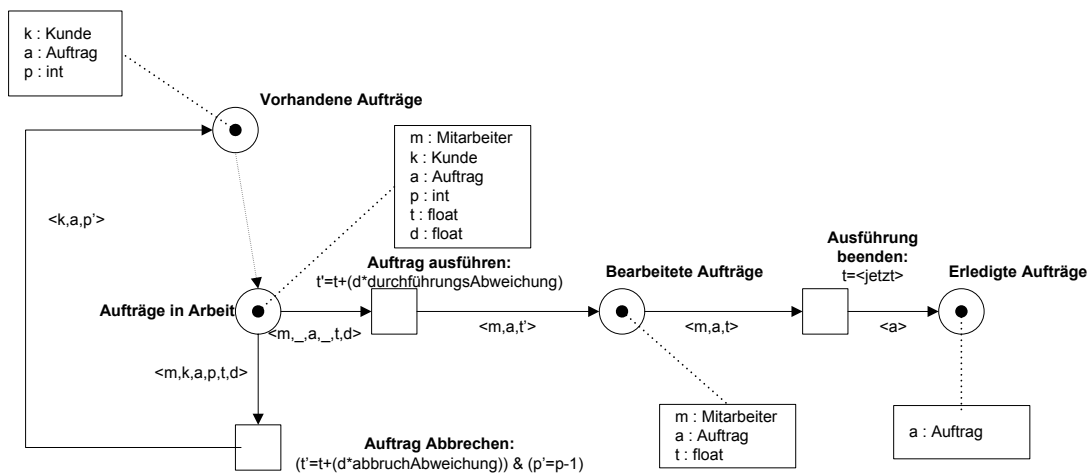 k : Kunde
a : Auftrag
p : int
Vorhandene Aufträge
m : Mitarbeiter
k : Kunde
a : Auftrag
p : int
t : float
d : float
<k,a,p’>
Auftrag ausführen:
t’=t+(d*durchführungsAbweichung)
Bearbeitete Aufträge
Ausführung
beenden:
t=<jetzt>
Erledigte Aufträge
Aufträge in Arbeit
<m,_,a,_,t,d>
<m,a,t’>
<m,a,t>
<a>
<m,k,a,p,t,d>
m : Mitarbeiter
a : Auftrag
t : float
a : Auftrag
Auftrag Abbrechen:
(t’=t+(d*abbruchAbweichung)) & (p’=p-1)